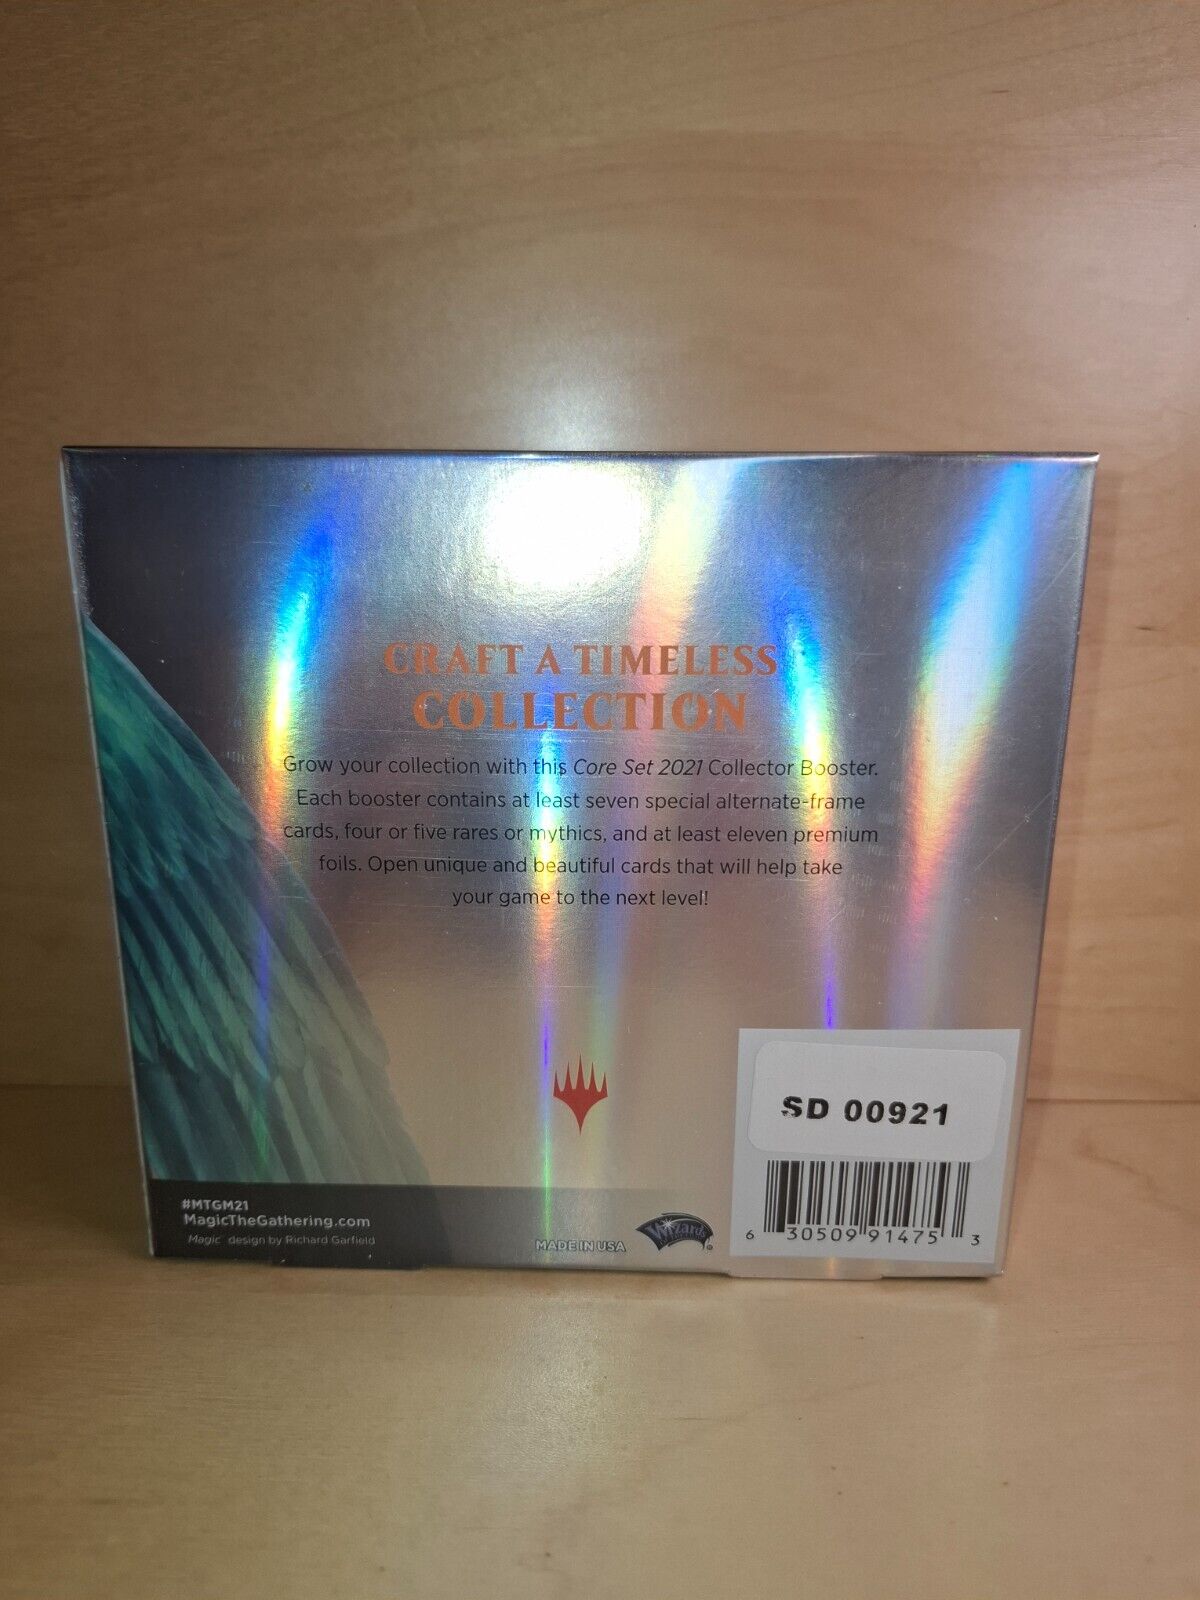 CRAFT A TIMELESS
COLLECTION
Grow your collection with this Core Set 2021 Collector Booster.
Each booster contains at least seven special alternate-frame
cards, four or five rares or mythics, and at least eleven premium
foils. Open unique and beautiful cards that will help take
your game to the next level!
SD 00921
#MTGM21
MagicTheGathering.com
Magic™ design by Richard Garfield
MADE IN USA
Wizards
6 30509 91475 3